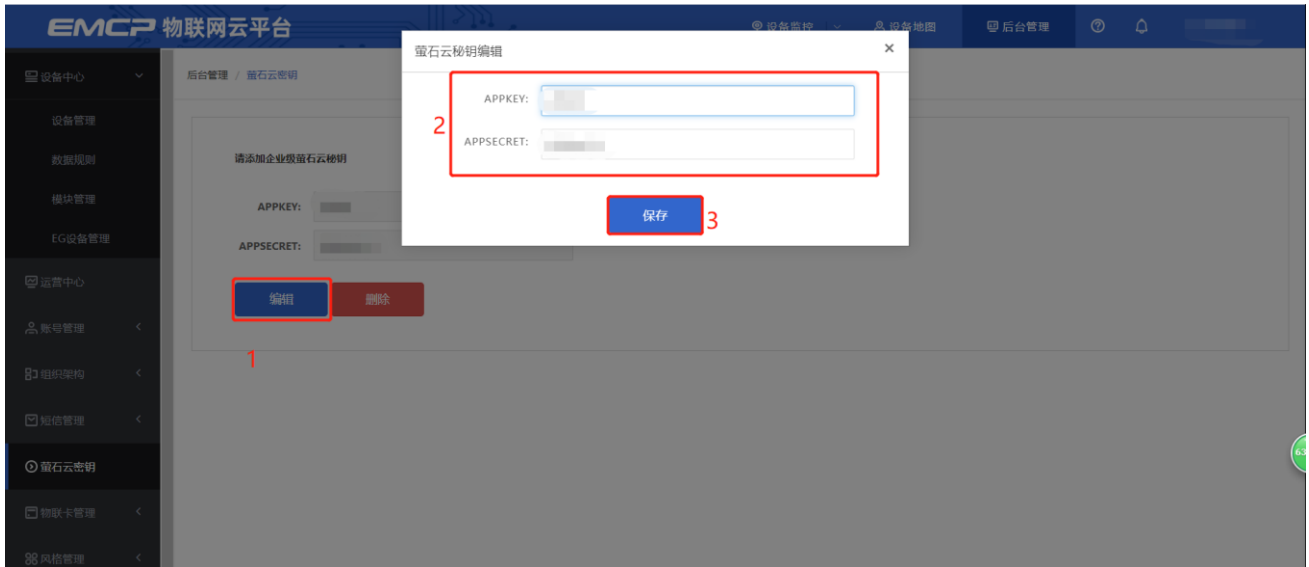 EMCP 物联网云平台
设备监控
设备地图
后台管理
萤石云秘钥编辑
×
设备中心
后台管理 / 萤石云密钥
APPKEY:
2
APPSECRET:
设备管理
数据规则
请添加企业级萤石云秘钥
模块管理
APPKEY:
保存
3
EG设备管理
APPSECRET:
运营中心
编辑
删除
账号管理
1
组织架构
短信管理
萤石云密钥
63
物联卡管理
风格管理